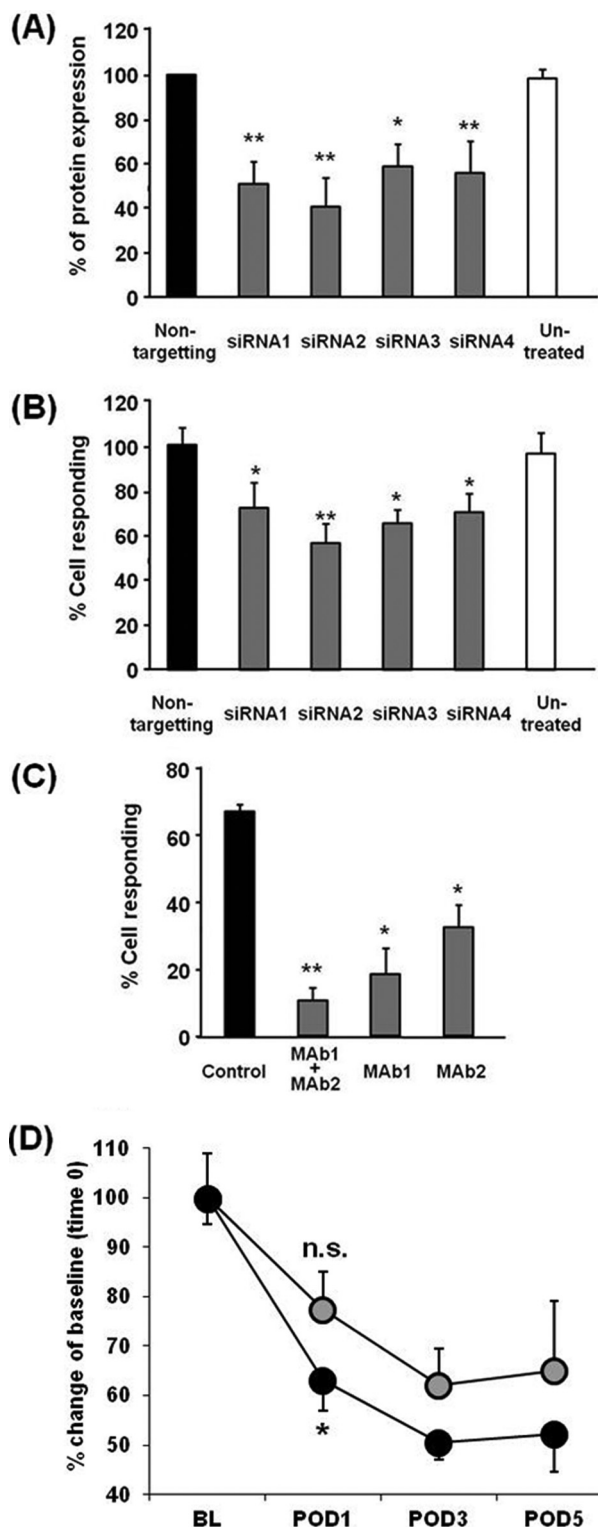 (A)
% of protein expression
120
100
80
60
40
20
0
**
**
*
**
Non-
targetting
siRNA1
siRNA2
siRNA3
siRNA4
Un-
treated
(B)
% Cell responding
120
100
80
60
40
20
0
*
**
*
*
Non-
targetting
siRNA1
siRNA2
siRNA3
siRNA4
Un-
treated
(C)
% Cell responding
80
60
40
20
0
**
*
*
Control
MAb1
+
MAb2
MAb1
MAb2
(D)
% change of baseline (time 0)
110
100
90
80
70
60
50
40
n.s.
*
BL
POD1
POD3
POD5